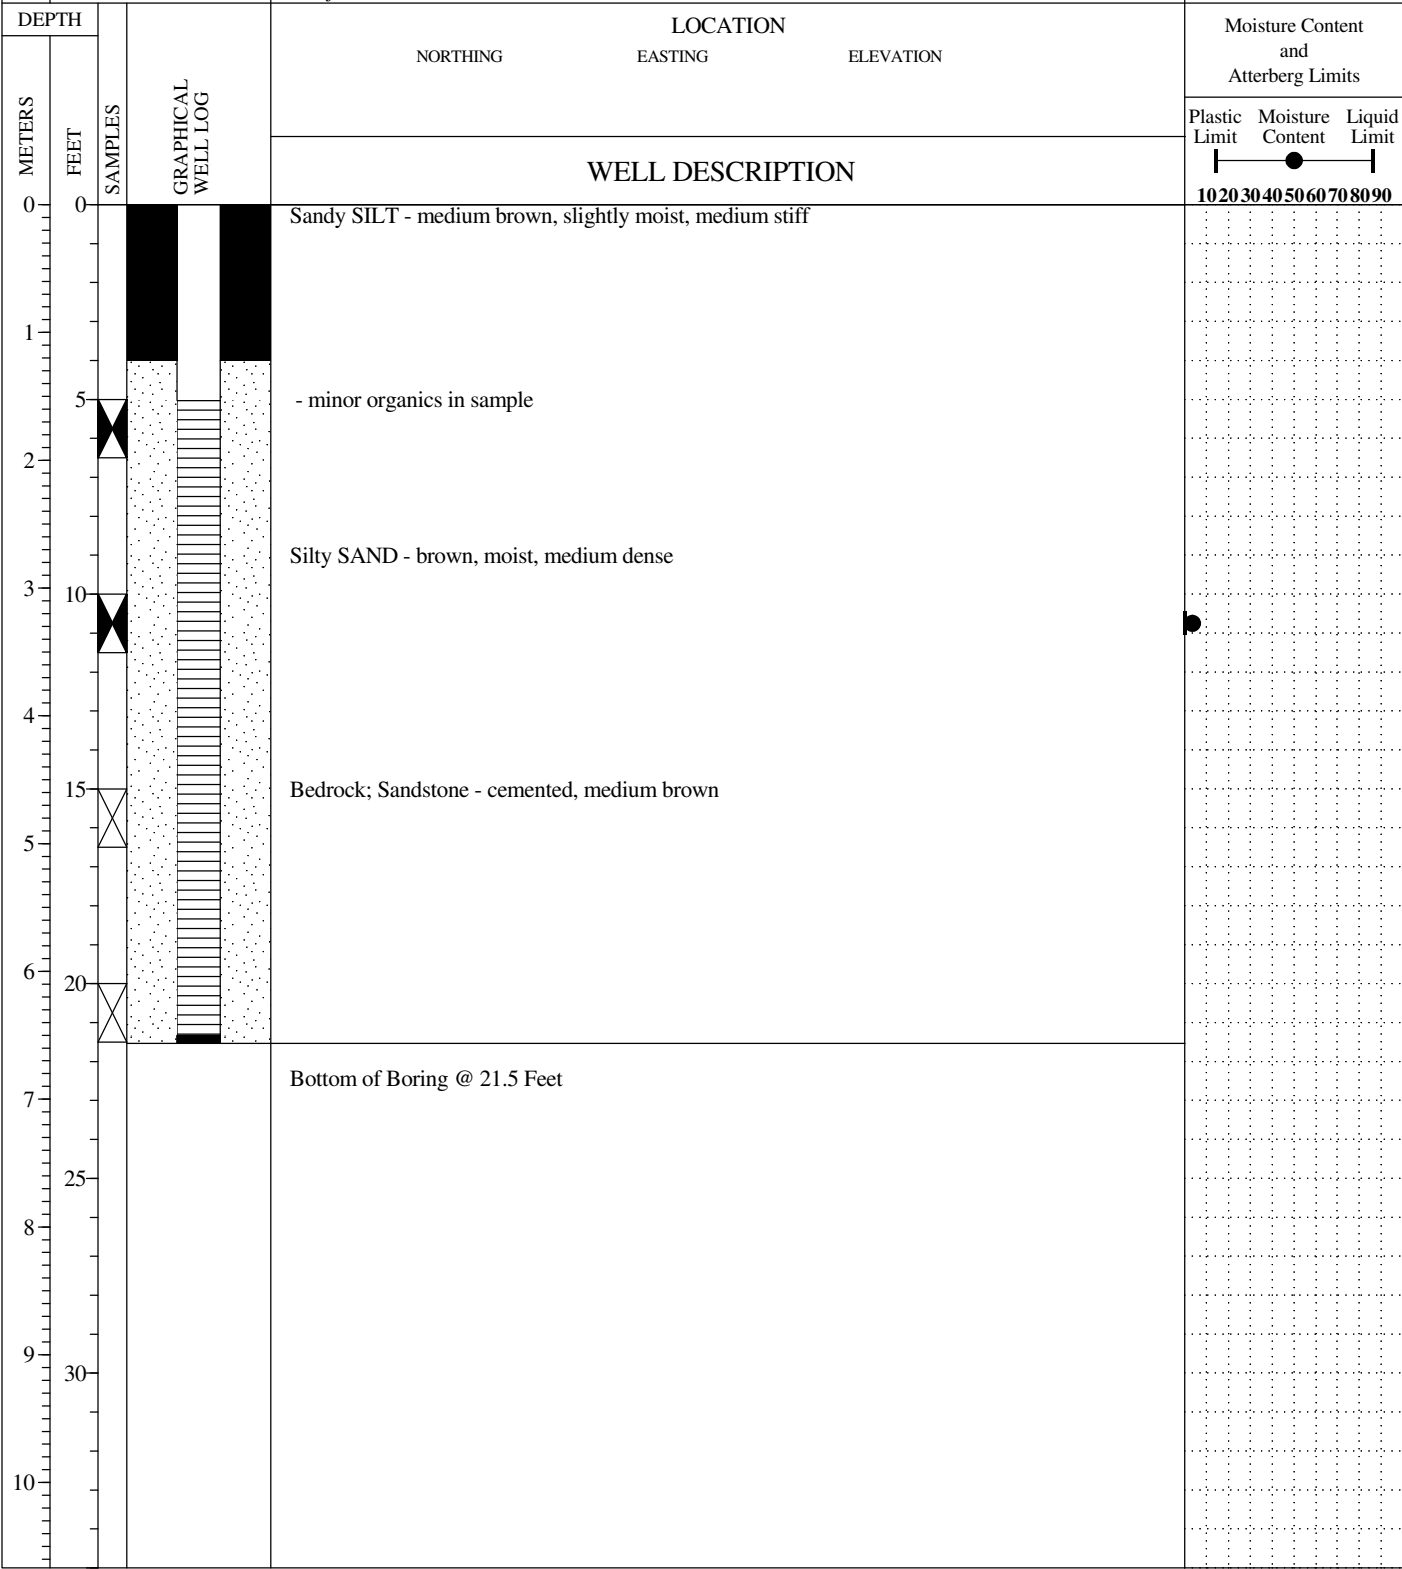 DEPTH
LOCATION
NORTHING EASTING ELEVATION
Moisture Content
and
Atterberg Limits
METERS
FEET
SAMPLES
GRAPHICAL
WELL LOG
WELL DESCRIPTION
Plastic Moisture Liquid
Limit Content Limit
10 20 30 40 50 60 70 80 90
0 0
Sandy SILT - medium brown, slightly moist, medium stiff
1
5
- minor organics in sample
2
Silty SAND - brown, moist, medium dense
3
10
4
15
Bedrock; Sandstone - cemented, medium brown
5
6
20
Bottom of Boring @ 21.5 Feet
7
25
8
9
30
10